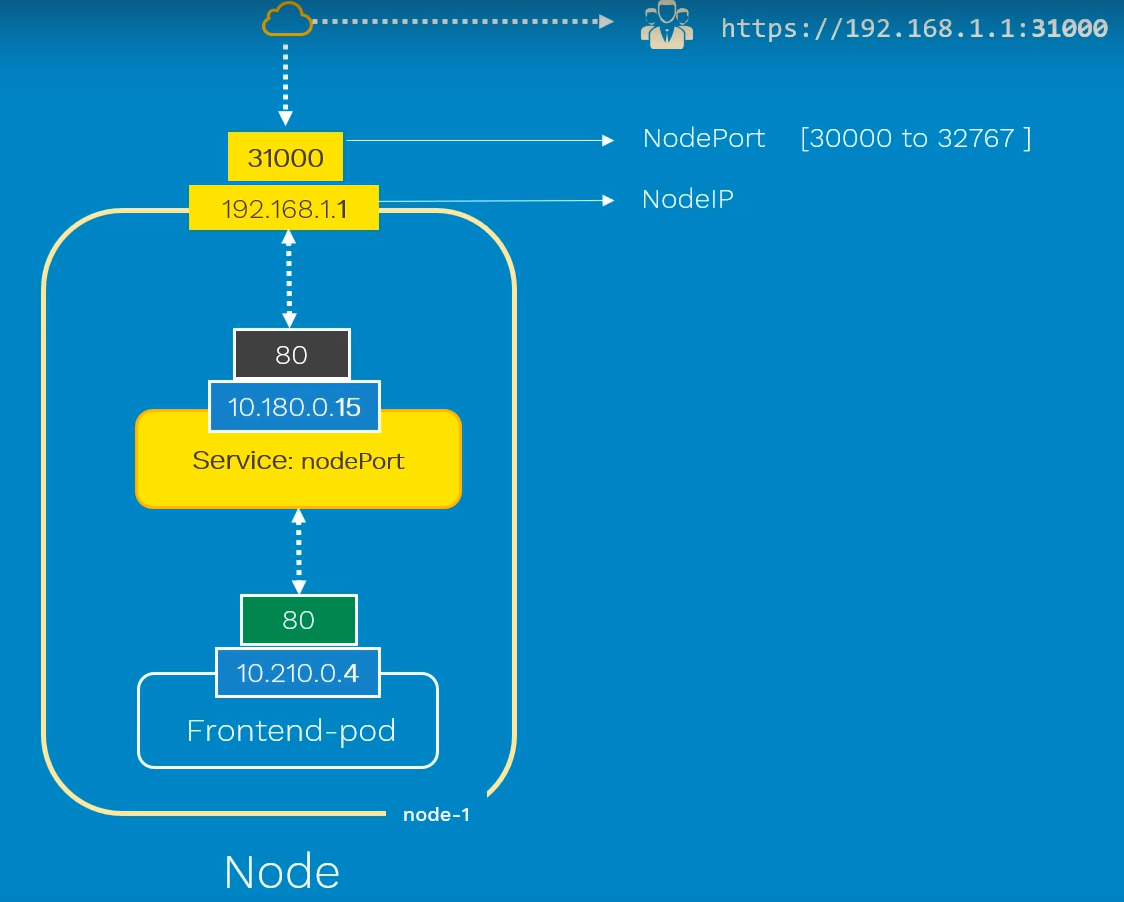 https://192.168.1.1:31000
31000
NodePort [30000 to 32767 ]
192.168.1.1
NodeIP
80
10.180.0.15
Service: nodePort
80
10.210.0.4
Frontend-pod
node-1
Node